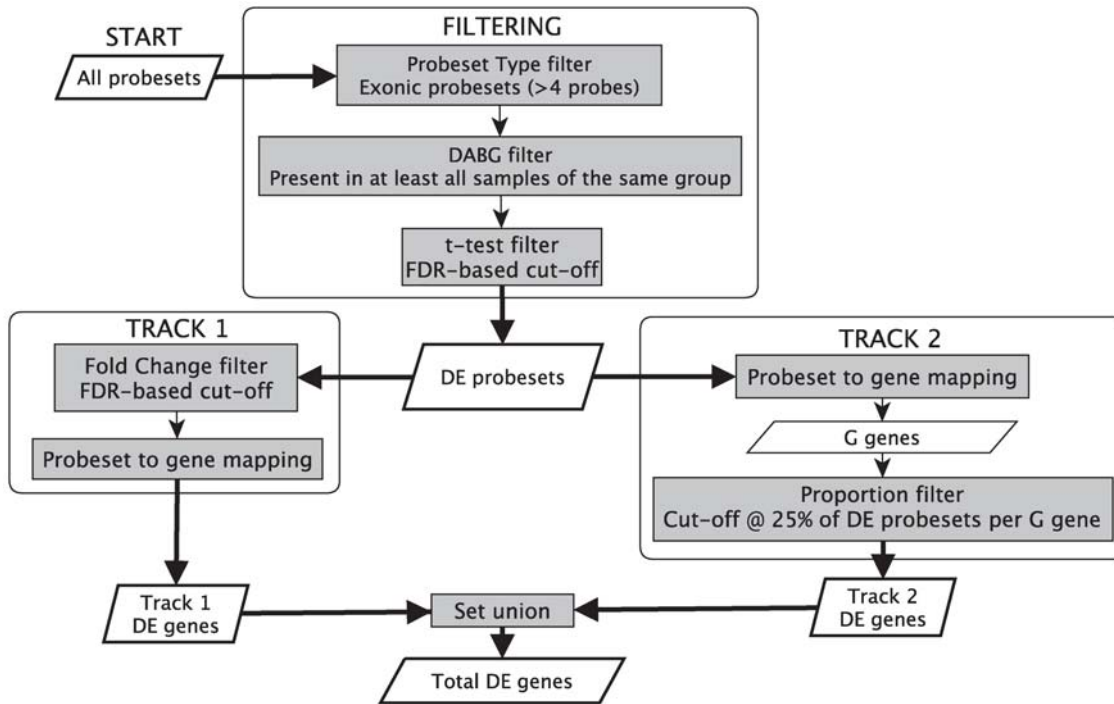 START
All probesets
FILTERING
Probeset Type filter
Exonic probesets (>4 probes)
DABG filter
Present in at least all samples of the same group
t-test filter
FDR-based cut-off
DE probesets
TRACK 1
Fold Change filter
FDR-based cut-off
Probeset to gene mapping
TRACK 2
Probeset to gene mapping
G genes
Proportion filter
Cut-off @ 25% of DE probesets per G gene
Track 1
DE genes
Set union
Track 2
DE genes
Total DE genes